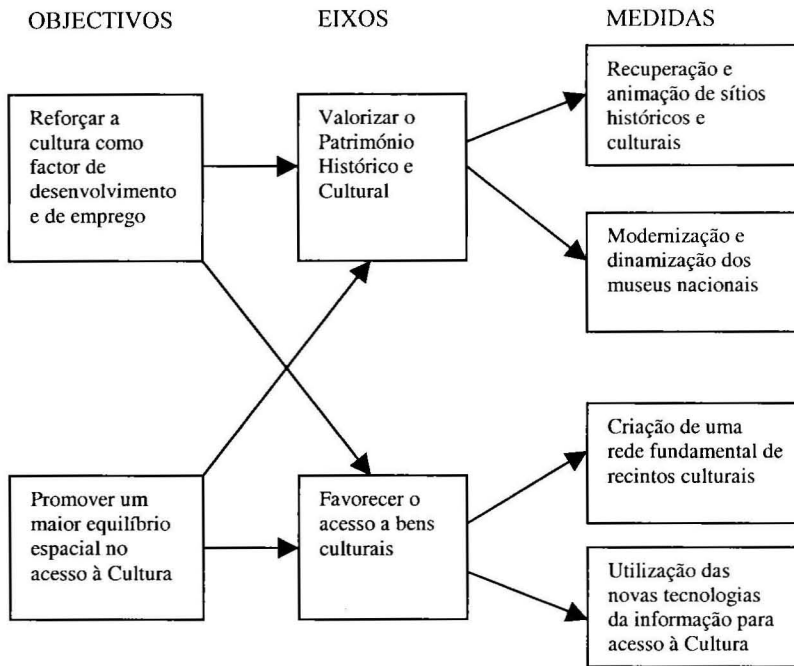 OBJECTIVOS
EIXOS
MEDIDAS
Reforçar a
cultura como
factor de
desenvolvimento
e de emprego
Valorizar o
Património
Histórico e
Cultural
Recuperação e
animação de sítios
históricos e
culturais
Modernização e
dinamização dos
museus nacionais
Promover um
maior equilíbrio
espacial no
acesso à Cultura
Favorecer o
acesso a bens
culturais
Criação de uma
rede fundamental de
recintos culturais
Utilização das
novas tecnologias
da informação para
acesso à Cultura